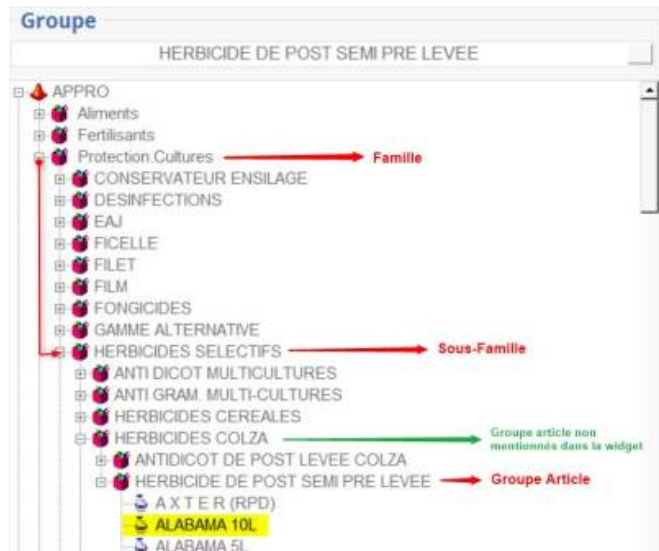 Groupe
HERBICIDE DE POST SEMI PRE LEVEE
APPRO
Aliments
Fertilisants
Protection.Cultures Famille
CONSERVATEUR ENSILAGE
DESINFECTIONS
EAJ
FICELLE
FILET
FILM
FONGICIDES
GAMME ALTERNATIVE
HERBICIDES SELECTIFS Sous-Famille
ANTI DICOT MULTICULTURES
ANTI GRAM. MULTI-CULTURES
HERBICIDES CEREALES
HERBICIDES COLZA Groupe article non
mentionnés dans la widget
ANTIDICOT DE POST LEVEE COLZA
HERBICIDE DE POST SEMI PRE LEVEE Groupe Article
A X T E R (RPD)
ALABAMA 10L
ALABAMA 5L